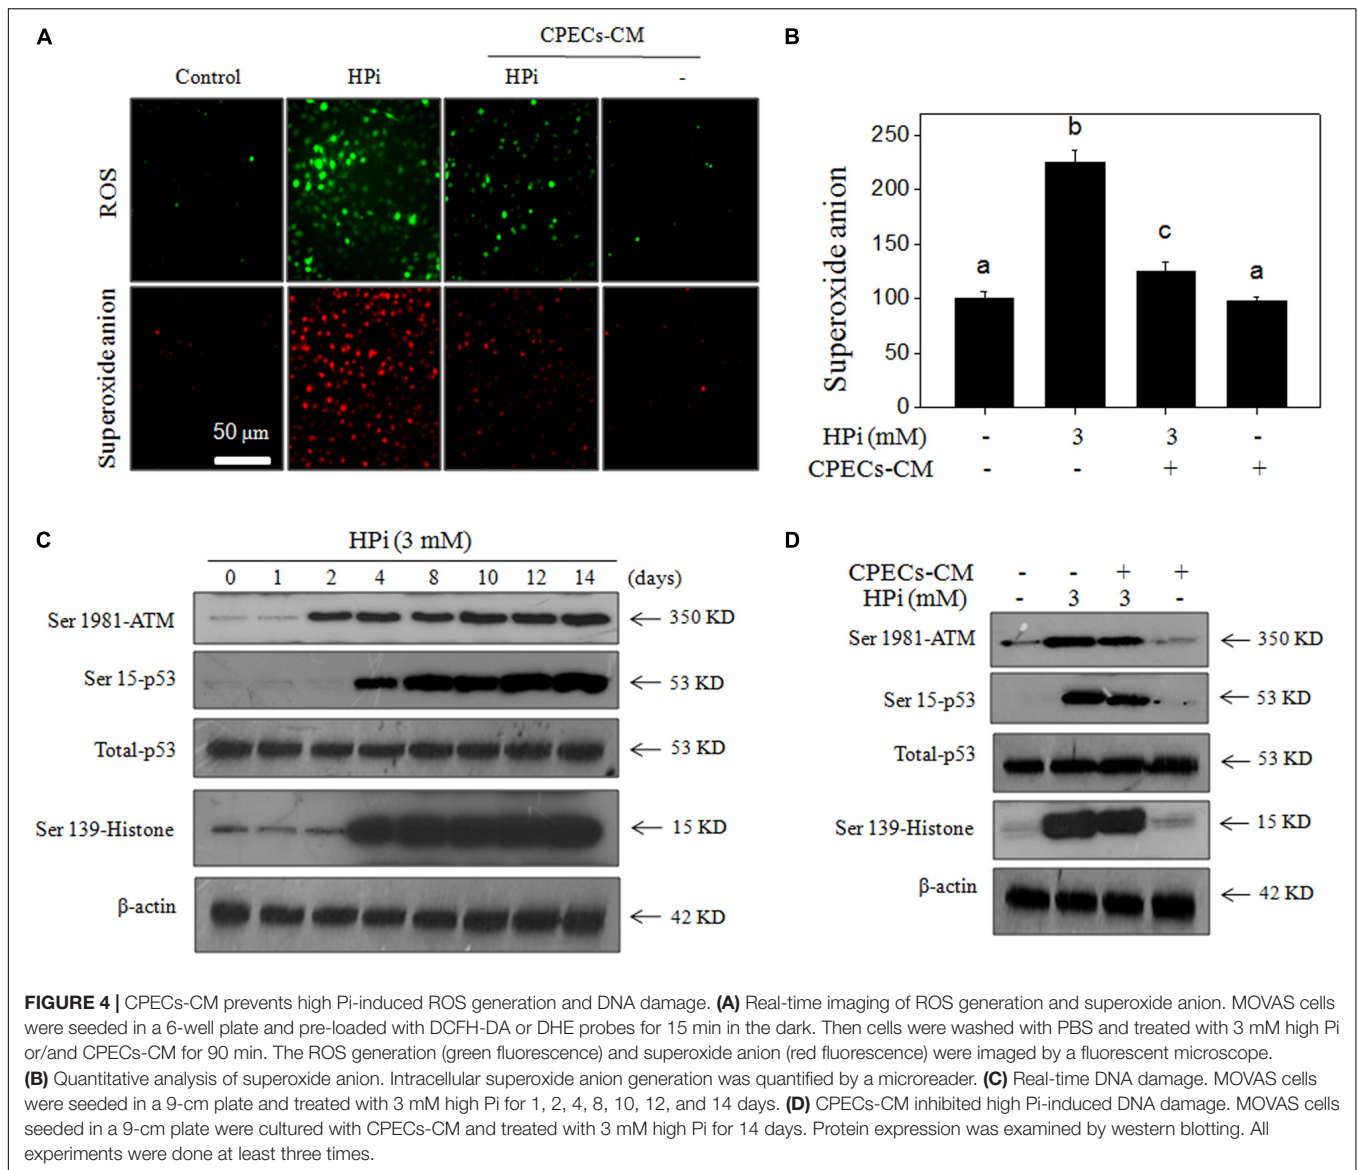 A
CPECs-CM
Control HPi HPi -
ROS
Superoxide anion
50 μm
B
Superoxide anion
250
200
150
100
50
0
a b c a
HPi (mM) - 3 3 -
CPECs-CM - - + +
C
HPi (3 mM)
0 1 2 4 8 10 12 14 (days)
Ser 1981-ATM ← 350 KD
Ser 15-p53 ← 53 KD
Total-p53 ← 53 KD
Ser 139-Histone ← 15 KD
β-actin ← 42 KD
D
CPECs-CM - - + +
HPi (mM) - 3 3 -
Ser 1981-ATM ← 350 KD
Ser 15-p53 ← 53 KD
Total-p53 ← 53 KD
Ser 139-Histone ← 15 KD
β-actin ← 42 KD
FIGURE 4 | CPECs-CM prevents high Pi-induced ROS generation and DNA damage. (A) Real-time imaging of ROS generation and superoxide anion. MOVAS cells
were seeded in a 6-well plate and pre-loaded with DCFH-DA or DHE probes for 15 min in the dark. Then cells were washed with PBS and treated with 3 mM high Pi
or/and CPECs-CM for 90 min. The ROS generation (green fluorescence) and superoxide anion (red fluorescence) were imaged by a fluorescent microscope.
(B) Quantitative analysis of superoxide anion. Intracellular superoxide anion generation was quantified by a microreader. (C) Real-time DNA damage. MOVAS cells
were seeded in a 9-cm plate and treated with 3 mM high Pi for 1, 2, 4, 8, 10, 12, and 14 days. (D) CPECs-CM inhibited high Pi-induced DNA damage. MOVAS cells
seeded in a 9-cm plate were cultured with CPECs-CM and treated with 3 mM high Pi for 14 days. Protein expression was examined by western blotting. All
experiments were done at least three times.